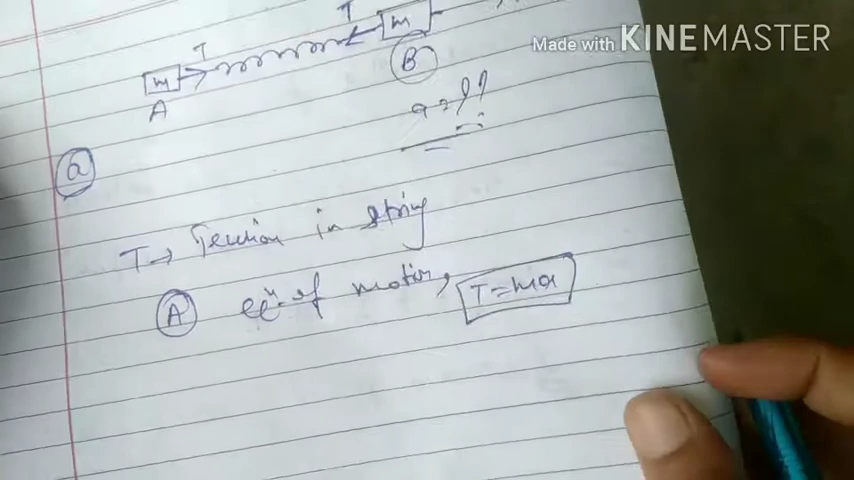 Made with KINEMASTER
T
T
m
m
A
B
a = ??
a
T → Tension in string
A eqn. of motion, T = ma